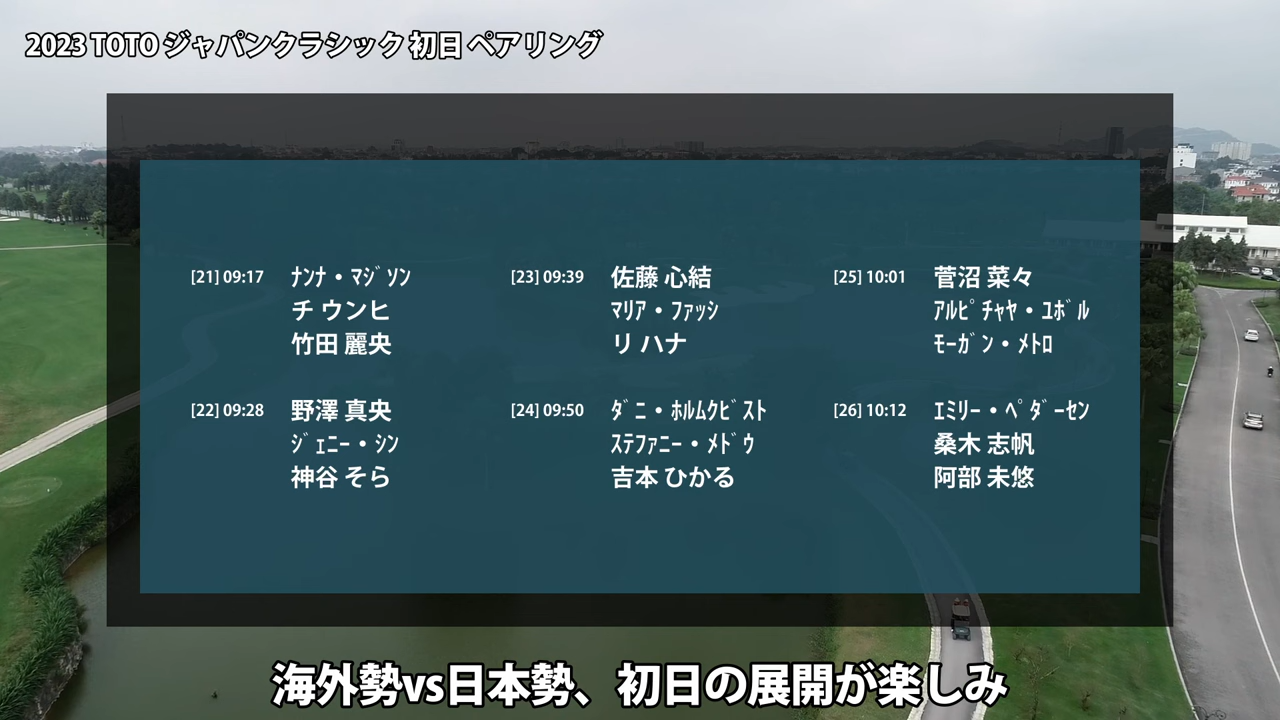 2023 TOTO ジャパンクラシック 初日 ペアリング
[21] 09:17 ﾅﾝﾅ・ﾏｼﾞｿﾝ
チ ウンヒ
竹田 麗央
[22] 09:28 野澤 真央
ｼﾞｪﾆｰ・ｼﾝ
神谷 そら
[23] 09:39 佐藤 心結
ﾏﾘｱ・ﾌｧｯｼ
リ ハナ
[24] 09:50 ﾀﾞﾆ・ﾎﾙﾑｸﾋﾞｽﾄ
ｽﾃﾌｧﾆｰ・ﾒﾄﾞｳ
吉本 ひかる
[25] 10:01 菅沼 菜々
ｱﾙﾋﾟﾁｬﾔ・ﾕﾎﾞﾙ
ﾓｰｶﾞﾝ・ﾒﾄﾛ
[26] 10:12 ｴﾐﾘｰ・ﾍﾟﾀﾞｰｾﾝ
桑木 志帆
阿部 未悠
海外勢vs日本勢、初日の展開が楽しみ